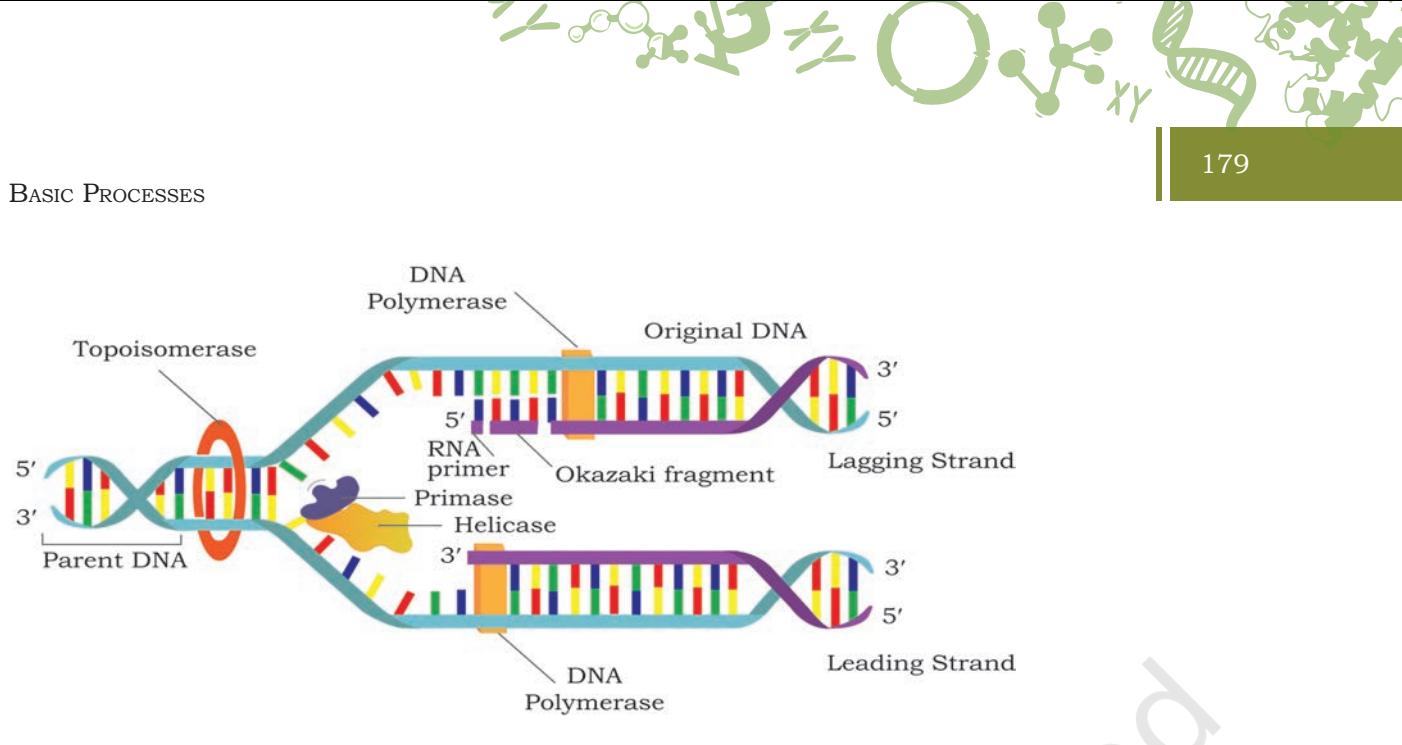 XY
179
BASIC PROCESSES
DNA
Polymerase
Original DNA
Topoisomerase
3′
5′
5′
RNA
primer
Okazaki fragment
Lagging Strand
5′
Primase
3′
Helicase
Parent DNA
3′
3′
5′
Leading Strand
DNA
Polymerase
d